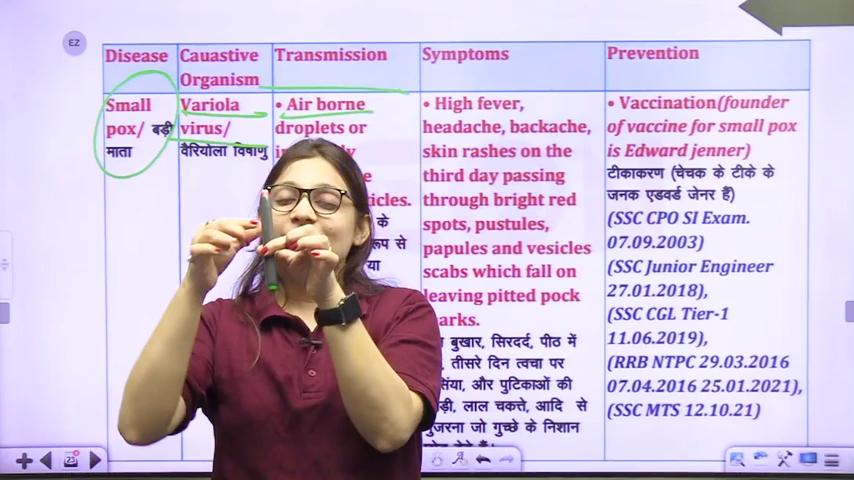 EZ
Disease
Cauastive
Organism
Transmission
Symptoms
Prevention
Small
pox/ बड़ी
माता
Variola
virus/
वैरियोला विषाणु
• Air borne
droplets or
के
रूप से
या
• High fever,
headache, backache,
skin rashes on the
third day passing
through bright red
spots, pustules,
papules and vesicles
scabs which fall on
leaving pitted pock
बुखार, सिरदर्द, पीठ में
तीसरे दिन त्वचा पर
और पुटिकाओं की
लाल चकत्ते, आदि से
गुजरना जो गुच्छे के निशान
• Vaccination(founder
of vaccine for small pox
is Edward jenner)
टीकाकरण (चेचक के टीके के
जनक एडवर्ड जेनर हैं)
(SSC CPO SI Exam.
07.09.2003)
(SSC Junior Engineer
27.01.2018),
(SSC CGL Tier-1
11.06.2019),
(RRB NTPC 29.03.2016
07.04.2016 25.01.2021),
(SSC MTS 12.10.21)
23